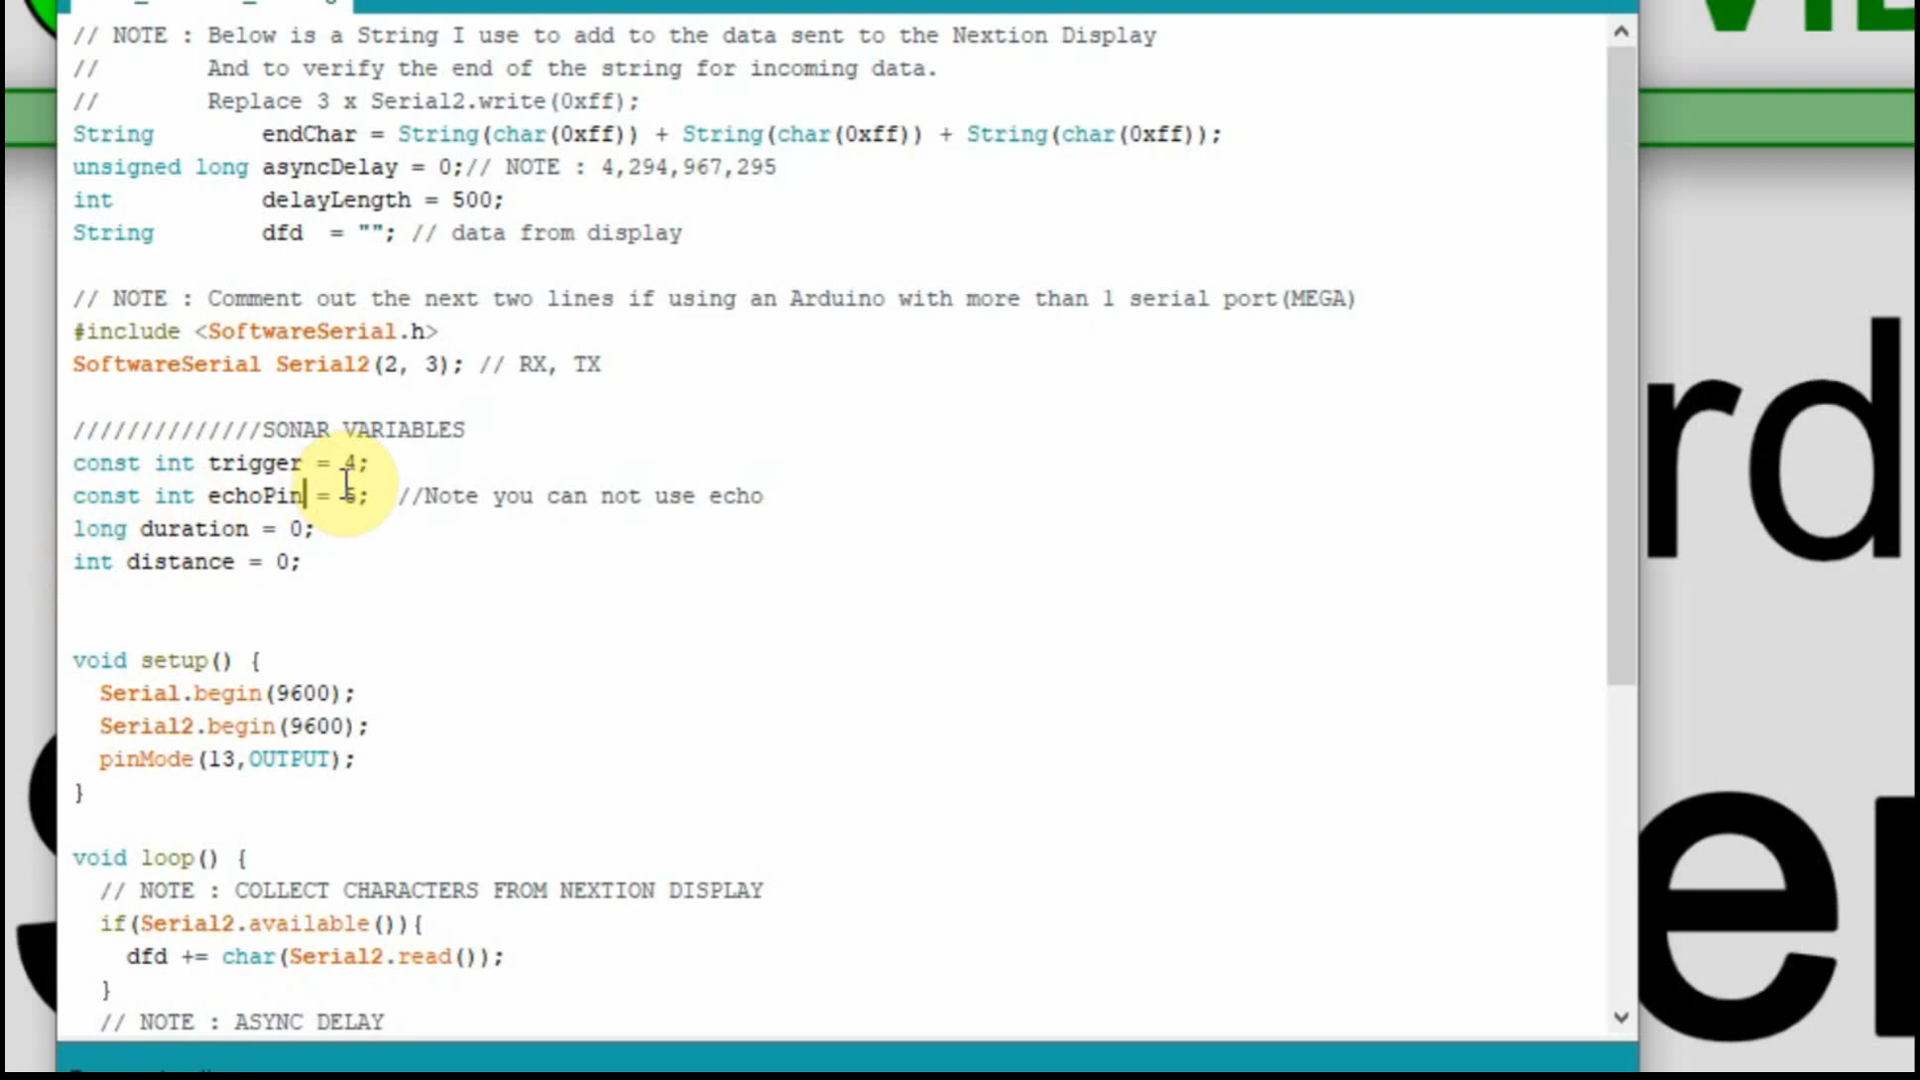 // NOTE : Below is a String I use to add to the data sent to the Nextion Display
//        And to verify the end of the string for incoming data.
//        Replace 3 x Serial2.write(0xff);
String        endChar = String(char(0xff)) + String(char(0xff)) + String(char(0xff));
unsigned long asyncDelay = 0;// NOTE : 4,294,967,295
int           delayLength = 500;
String        dfd  = ""; // data from display
// NOTE : Comment out the next two lines if using an Arduino with more than 1 serial port(MEGA)
#include <SoftwareSerial.h>
SoftwareSerial Serial2(2, 3); // RX, TX
//////////////SONAR VARIABLES
const int trigger = 4;
const int echoPin = 5;  //Note you can not use echo
long duration = 0;
int distance = 0;
void setup() {
  Serial.begin(9600);
  Serial2.begin(9600);
  pinMode(13,OUTPUT);
}
void loop() {
  // NOTE : COLLECT CHARACTERS FROM NEXTION DISPLAY
  if(Serial2.available()){
    dfd += char(Serial2.read());
  }
  // NOTE : ASYNC DELAY
rd
er